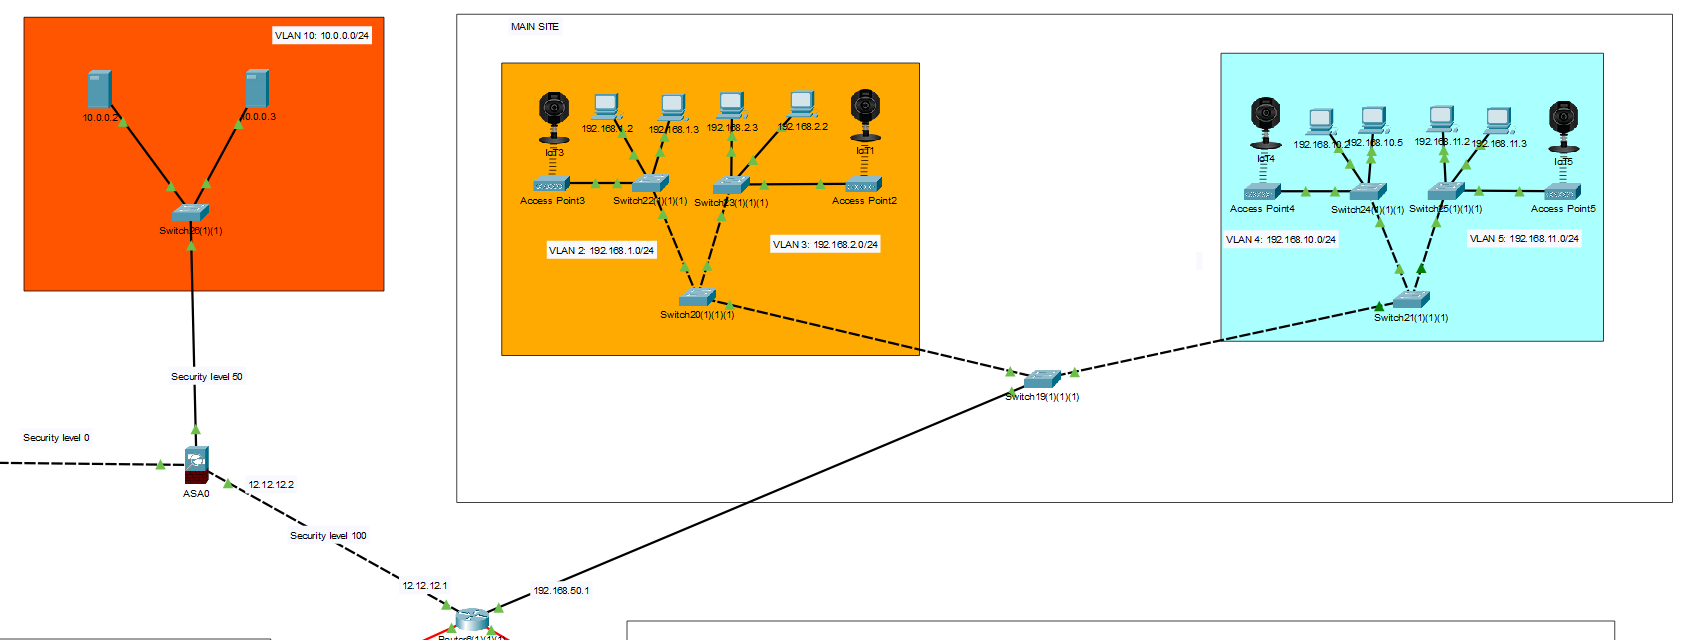 VLAN 10: 10.0.0.0/24
10.0.0.2
10.0.0.3
Switch26(1)(1)
Security level 50
Security level 0
ASA0
12.12.12.2
Security level 100
12.12.12.1
192.168.50.1
MAIN SITE
IoT3
192.168.1.2
192.168.1.3
192.168.2.3
192.168.2.2
IoT1
Access Point3
Switch22(1)(1)(1)
Switch23(1)(1)(1)
Access Point2
VLAN 2: 192.168.1.0/24
VLAN 3: 192.168.2.0/24
Switch20(1)(1)(1)
IoT4
192.168.10.2
192.168.10.5
192.168.11.2
192.168.11.3
IoT5
Access Point4
Switch24(1)(1)(1)
Switch25(1)(1)(1)
Access Point5
VLAN 4: 192.168.10.0/24
VLAN 5: 192.168.11.0/24
Switch21(1)(1)(1)
Switch19(1)(1)(1)